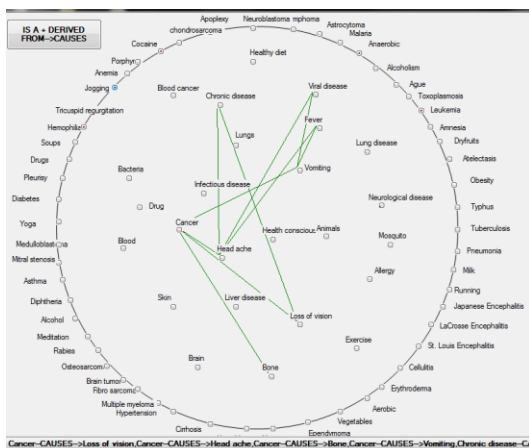 IS A + DERIVED
FROM-->CAUSES
Apoplexy
Neuroblastoma
mphoma
chondrosarcoma
Astrocytoma
Cocaine
Malaria
Healthy diet
Anaerobic
Porphyr
Alcoholism
Anemia
Ague
Jogging
Blood cancer
Viral disease
Toxoplasmosis
Chronic disease
Tricuspid regurgitation
Leukemia
Hemophilia
Fever
Amnesia
Soups
Lungs
Dryfruits
Drugs
Lung disease
Atelectasis
Pleurisy
Bacteria
Vomiting
Obesity
Diabetes
Infectious disease
Neurological disease
Typhus
Drug
Yoga
Cancer
Tuberculosis
Medulloblastoma
Blood
Health conscious
Animals
Mosquito
Mitral stenosis
Head ache
Pneumonia
Asthma
Allergy
Milk
Diphtheria
Skin
Liver disease
Running
Alcohol
Loss of vision
Japanese Encephalitis
Meditation
LaCrosse Encephalitis
Rabies
Exercise
St. Louis Encephalitis
Osteosarcom
Brain
Bone
Cellulitis
Brain tumor
Fibro sarcoma
Erythroderma
Multiple myeloma
Aerobic
Hypertension
Vegetables
Cirrhosis
Ependymoma
Cancer--CAUSES-->Loss of vision,Cancer--CAUSES-->Head ache,Cancer--CAUSES-->Bone,Cancer--CAUSES-->Vomiting,Chronic disease--C